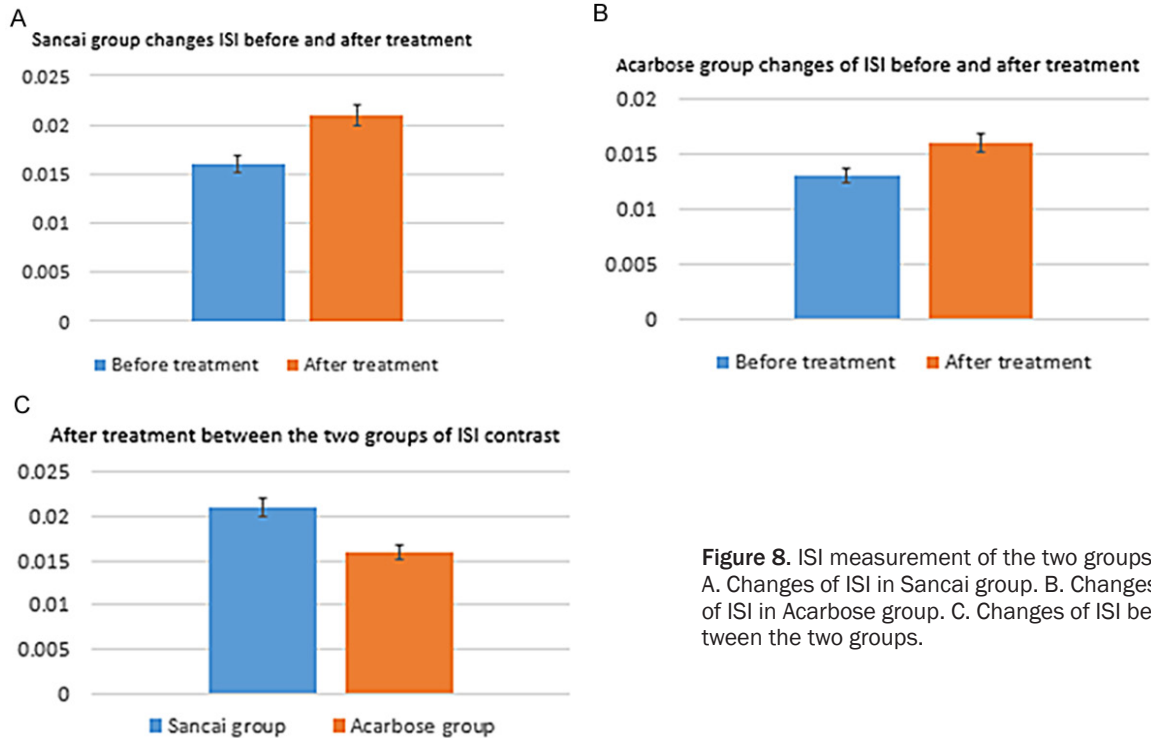 A
Sancai group changes ISI before and after treatment
0.025
0.02
0.015
0.01
0.005
0
Before treatment After treatment
B
Acarbose group changes of ISI before and after treatment
0.02
0.015
0.01
0.005
0
Before treatment After treatment
C
After treatment between the two groups of ISI contrast
0.025
0.02
0.015
0.01
0.005
0
Sancai group Acarbose group
Figure 8. ISI measurement of the two groups.
A. Changes of ISI in Sancai group. B. Changes
of ISI in Acarbose group. C. Changes of ISI be-
tween the two groups.